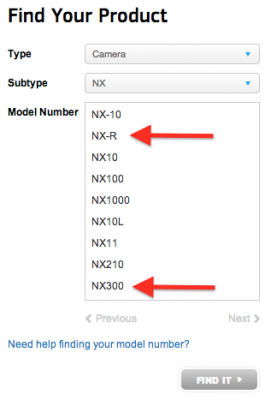 Find Your Product
Type Camera
Subtype NX
Model Number
NX-10
NX-R
NX10
NX100
NX1000
NX10L
NX11
NX210
NX300
Previous Next
Need help finding your model number?
FIND IT